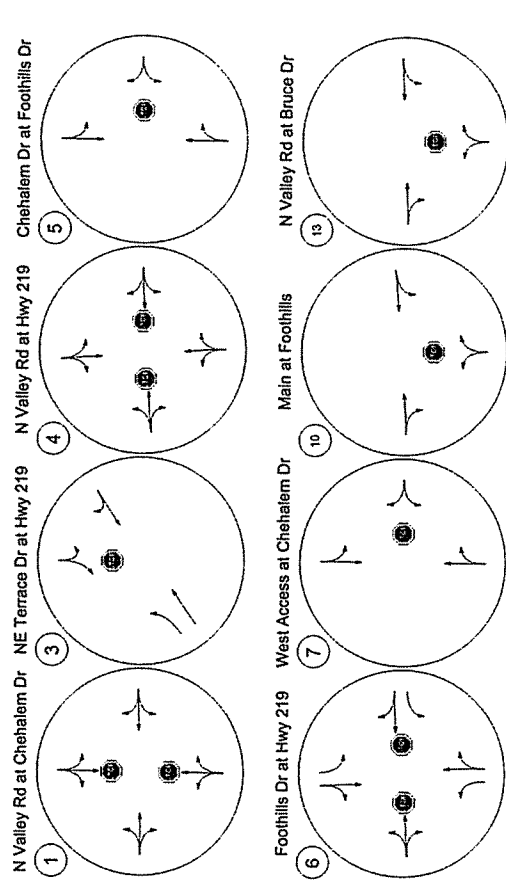 N Valley Rd at Chehalem Dr
1
NE Terrace Dr at Hwy 219
3
N Valley Rd at Hwy 219
4
Chehalem Dr at Foothills Dr
5
Foothills Dr at Hwy 219
6
West Access at Chehalem Dr
7
Main at Foothills
10
N Valley Rd at Bruce Dr
13